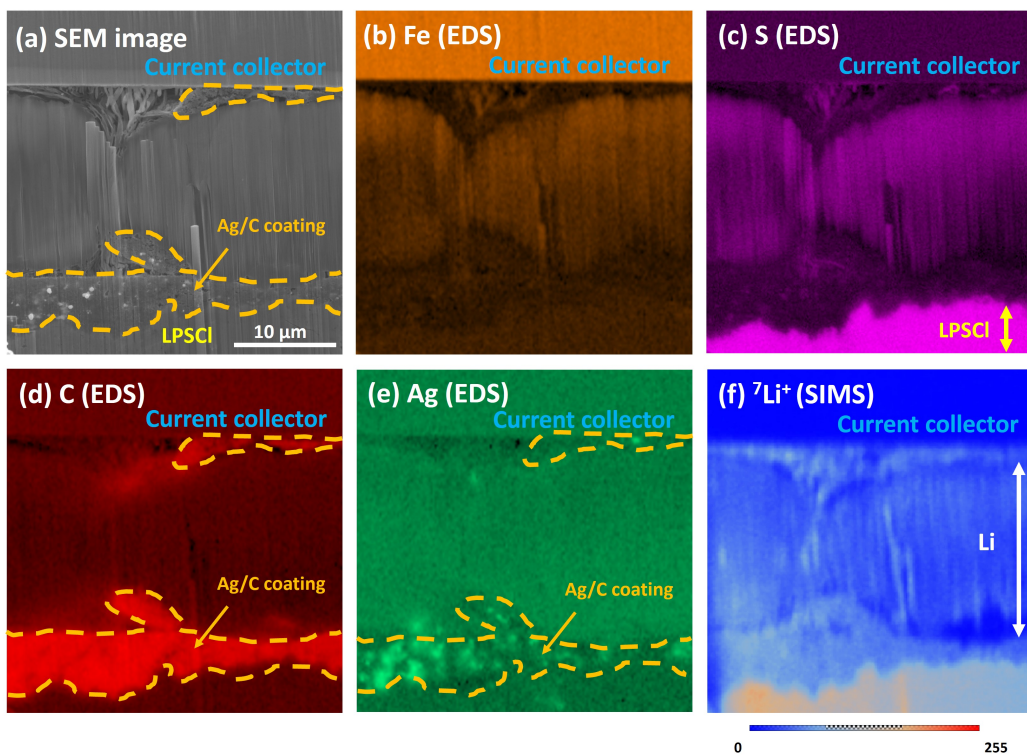 (a) SEM image
Current collector
Ag/C coating
LPSCl
10 µm
(b) Fe (EDS)
Current collector
(c) S (EDS)
Current collector
LPSCl
(d) C (EDS)
Current collector
Ag/C coating
(e) Ag (EDS)
Current collector
Ag/C coating
(f) ⁷Li⁺ (SIMS)
Current collector
Li
0
255